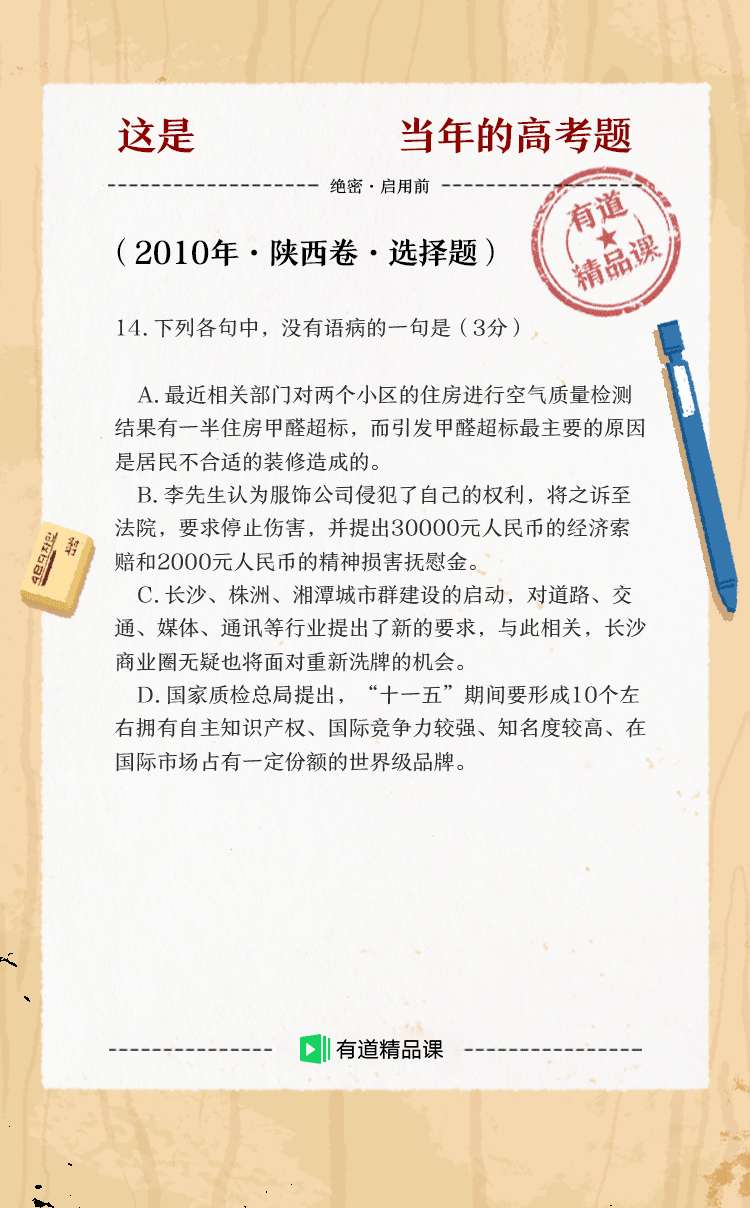 这是 当年的高考题
绝密·启用前
有道
精品课
（2010年·陕西卷·选择题）
14.下列各句中，没有语病的一句是（3分）
A.最近相关部门对两个小区的住房进行空气质量检测
结果有一半住房甲醛超标，而引发甲醛超标最主要的原因
是居民不合适的装修造成的。
B.李先生认为服饰公司侵犯了自己的权利，将之诉至
法院，要求停止伤害，并提出30000元人民币的经济索
赔和2000元人民币的精神损害抚慰金。
C.长沙、株洲、湘潭城市群建设的启动，对道路、交
通、媒体、通讯等行业提出了新的要求，与此相关，长沙
商业圈无疑也将面对重新洗牌的机会。
D.国家质检总局提出，“十一五”期间要形成10个左
右拥有自主知识产权、国际竞争力较强、知名度较高、在
国际市场占有一定份额的世界级品牌。
有道精品课